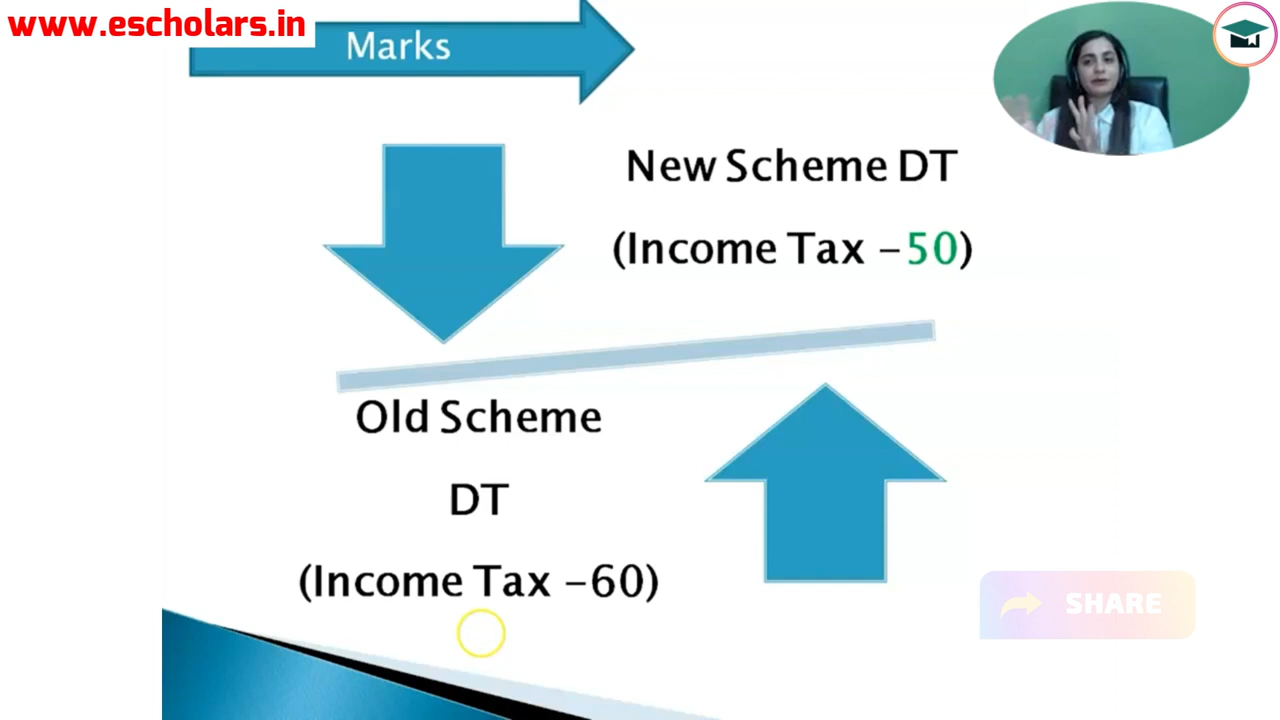 www.escholars.in
Marks
New Scheme DT
(Income Tax -50)
Old Scheme
DT
(Income Tax -60)
SHARE